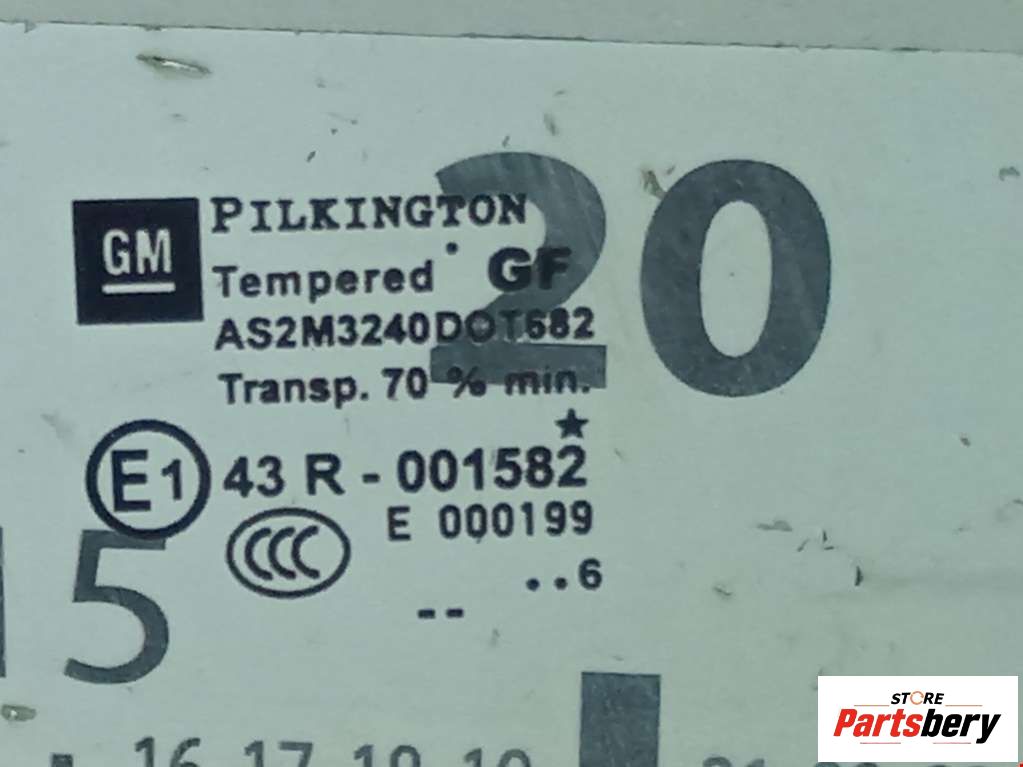 20
GM
PILKINGTON
Tempered GF
AS2M3240DOT682
Transp. 70 % min.
E1
43 R - 001582
E 000199
CCC
..6
--
15
16 17 18 19
STORE
Partsbery